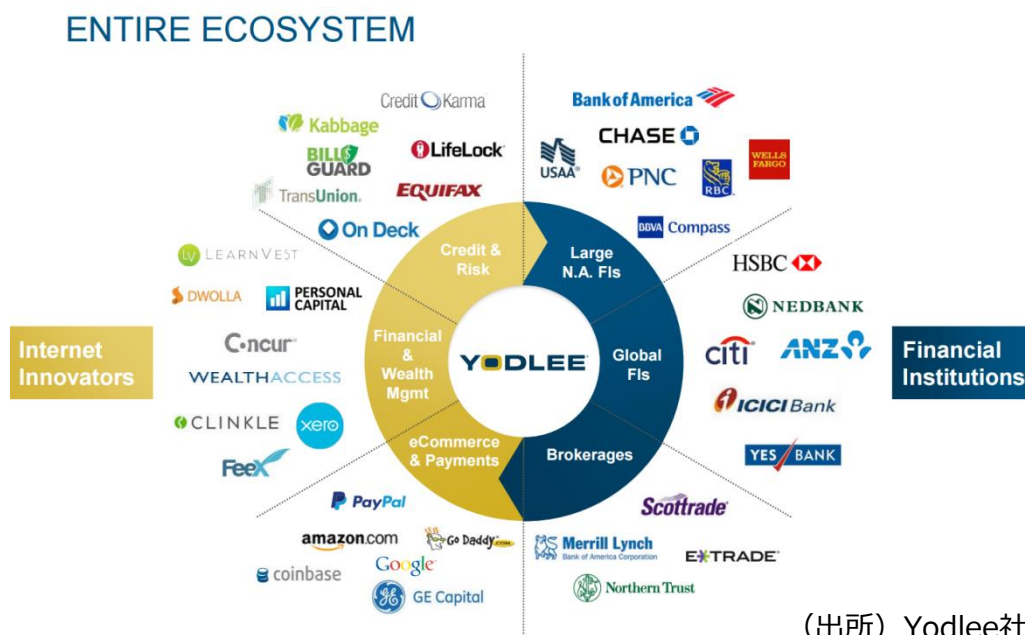 ENTIRE ECOSYSTEM
Credit Karma
Kabbage
BILL
GUARD
LifeLock
TransUnion.
EQUIFAX
On Deck
Bank of America
CHASE
USAA®
PNC
RBC
WELLS
FARGO
BBVA Compass
Credit &
Risk
Large
N.A. FIs
LV LEARNVEST
DWOLLA
PERSONAL
CAPITAL
Concur
WEALTHACCESS
CLINKLE
xero
FeeX
HSBC
NEDBANK
citi
ANZ
ICICI Bank
YES BANK
Internet
Innovators
Financial
&
Wealth
Mgmt
YODLEE
Global
FIs
Financial
Institutions
eCommerce
& Payments
Brokerages
PayPal
amazon.com
Go Daddy.COM
Google
coinbase
GE GE Capital
Scottrade®
Merrill Lynch
Bank of America Corporation
E*TRADE®
Northern Trust
（出所）Yodlee社